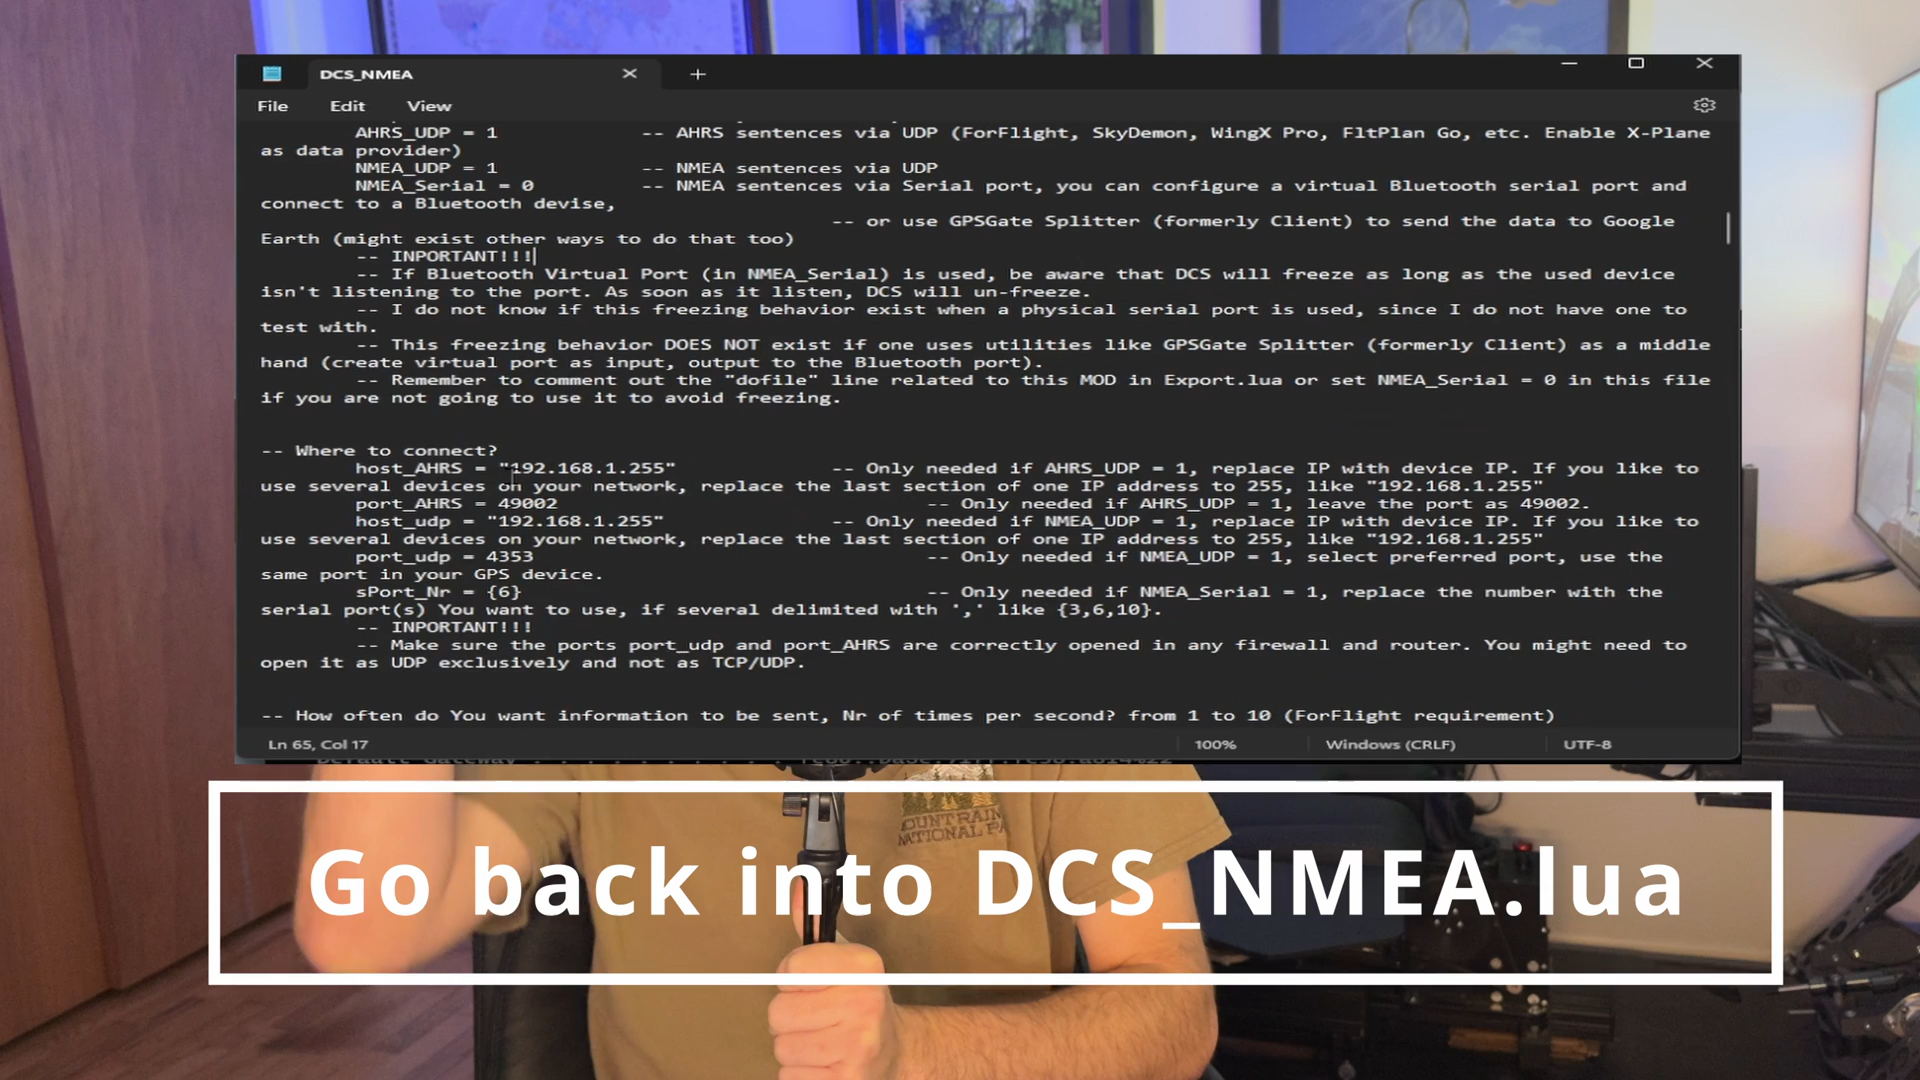 DCS_NMEA
File Edit View
AHRS_UDP = 1 -- AHRS sentences via UDP (ForFlight, SkyDemon, WingX Pro, FltPlan Go, etc. Enable X-Plane
as data provider)
NMEA_UDP = 1 -- NMEA sentences via UDP
NMEA_Serial = 0 -- NMEA sentences via Serial port, you can configure a virtual Bluetooth serial port and
connect to a Bluetooth devise,
-- or use GPSGate Splitter (formerly Client) to send the data to Google
Earth (might exist other ways to do that too)
-- INPORTANT!!!
-- If Bluetooth Virtual Port (in NMEA_Serial) is used, be aware that DCS will freeze as long as the used device
isn't listening to the port. As soon as it listen, DCS will un-freeze.
-- I do not know if this freezing behavior exist when a physical serial port is used, since I do not have one to
test with.
-- This freezing behavior DOES NOT exist if one uses utilities like GPSGate Splitter (formerly Client) as a middle
hand (create virtual port as input, output to the Bluetooth port).
-- Remember to comment out the "dofile" line related to this MOD in Export.lua or set NMEA_Serial = 0 in this file
if you are not going to use it to avoid freezing.
-- Where to connect?
host_AHRS = "192.168.1.255" -- Only needed if AHRS_UDP = 1, replace IP with device IP. If you like to
use several devices on your network, replace the last section of one IP address to 255, like "192.168.1.255"
port_AHRS = 49002 -- Only needed if AHRS_UDP = 1, leave the port as 49002.
host_udp = "192.168.1.255" -- Only needed if NMEA_UDP = 1, replace IP with device IP. If you like to
use several devices on your network, replace the last section of one IP address to 255, like "192.168.1.255"
port_udp = 4353 -- Only needed if NMEA_UDP = 1, select preferred port, use the
same port in your GPS device.
sPort_Nr = {6} -- Only needed if NMEA_Serial = 1, replace the number with the
serial port(s) You want to use, if several delimited with ',' like {3,6,10}.
-- INPORTANT!!!
-- Make sure the ports port_udp and port_AHRS are correctly opened in any firewall and router. You might need to
open it as UDP exclusively and not as TCP/UDP.
-- How often do You want information to be sent, Nr of times per second? from 1 to 10 (ForFlight requirement)
Ln 65, Col 17 100% Windows (CRLF) UTF-8
Go back into DCS_NMEA.lua